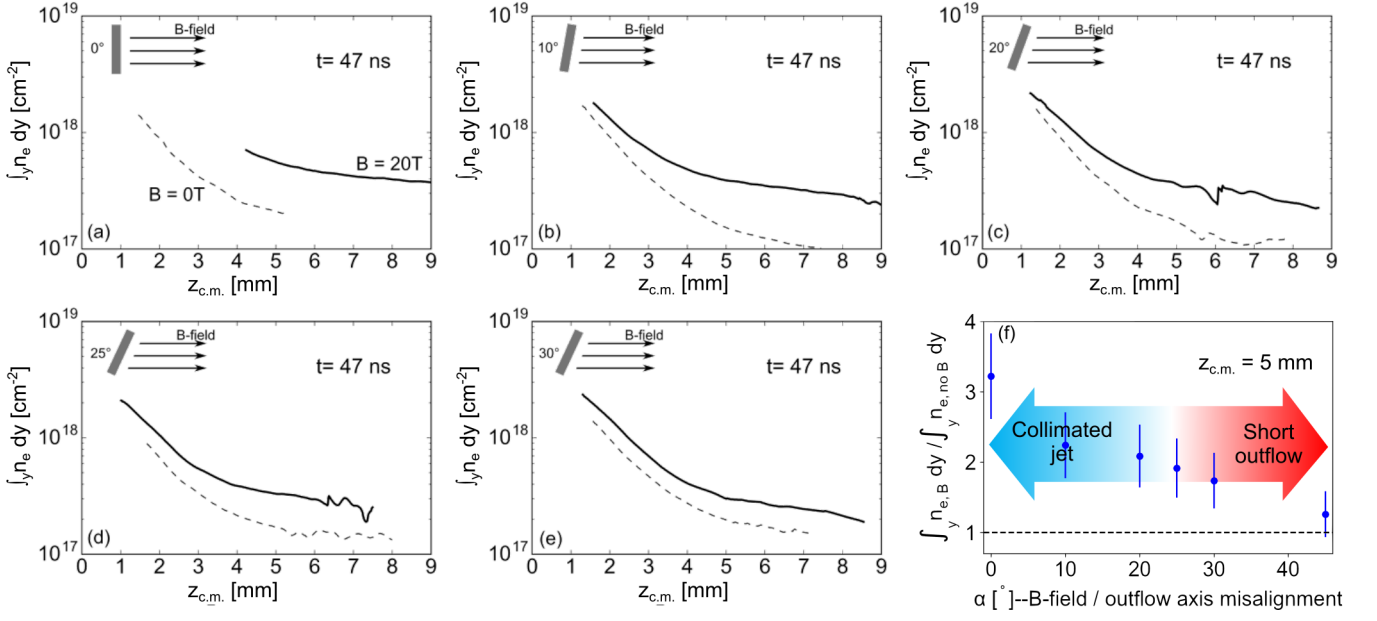 10^19
10^18
10^17
∫_y n_e dy [cm^-2]
0°
B-field
t= 47 ns
B = 20T
B = 0T
(a)
0 1 2 3 4 5 6 7 8 9
z_c.m. [mm]
10^19
10^18
10^17
∫_y n_e dy [cm^-2]
10°
B-field
t= 47 ns
(b)
0 1 2 3 4 5 6 7 8 9
z_c.m. [mm]
10^19
10^18
10^17
∫_y n_e dy [cm^-2]
20°
B-field
t= 47 ns
(c)
0 1 2 3 4 5 6 7 8 9
z_c.m. [mm]
10^19
10^18
10^17
∫_y n_e dy [cm^-2]
25°
B-field
t= 47 ns
(d)
0 1 2 3 4 5 6 7 8 9
z_c.m. [mm]
10^19
10^18
10^17
∫_y n_e dy [cm^-2]
30°
B-field
t= 47 ns
(e)
0 1 2 3 4 5 6 7 8 9
z_c.m. [mm]
4
3
2
1
∫_y n_e, B dy / ∫_y n_e, no B dy
(f)
z_c.m. = 5 mm
Collimated
jet
Short
outflow
0 10 20 30 40
α [°]--B-field / outflow axis misalignment